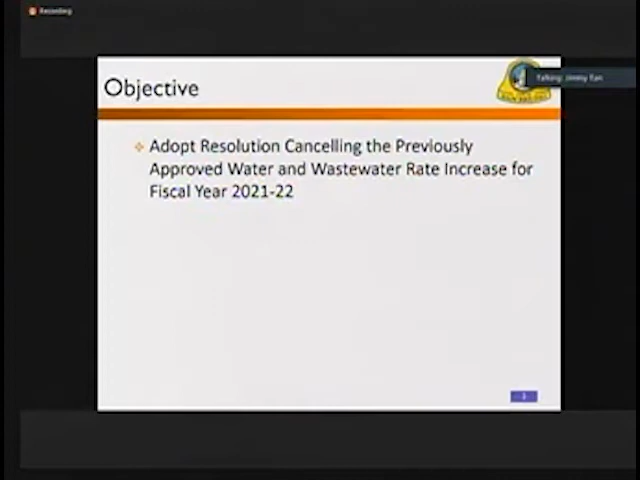 Recording
Talking: Jimmy Tan
Objective
Adopt Resolution Cancelling the Previously
Approved Water and Wastewater Rate Increase for
Fiscal Year 2021-22